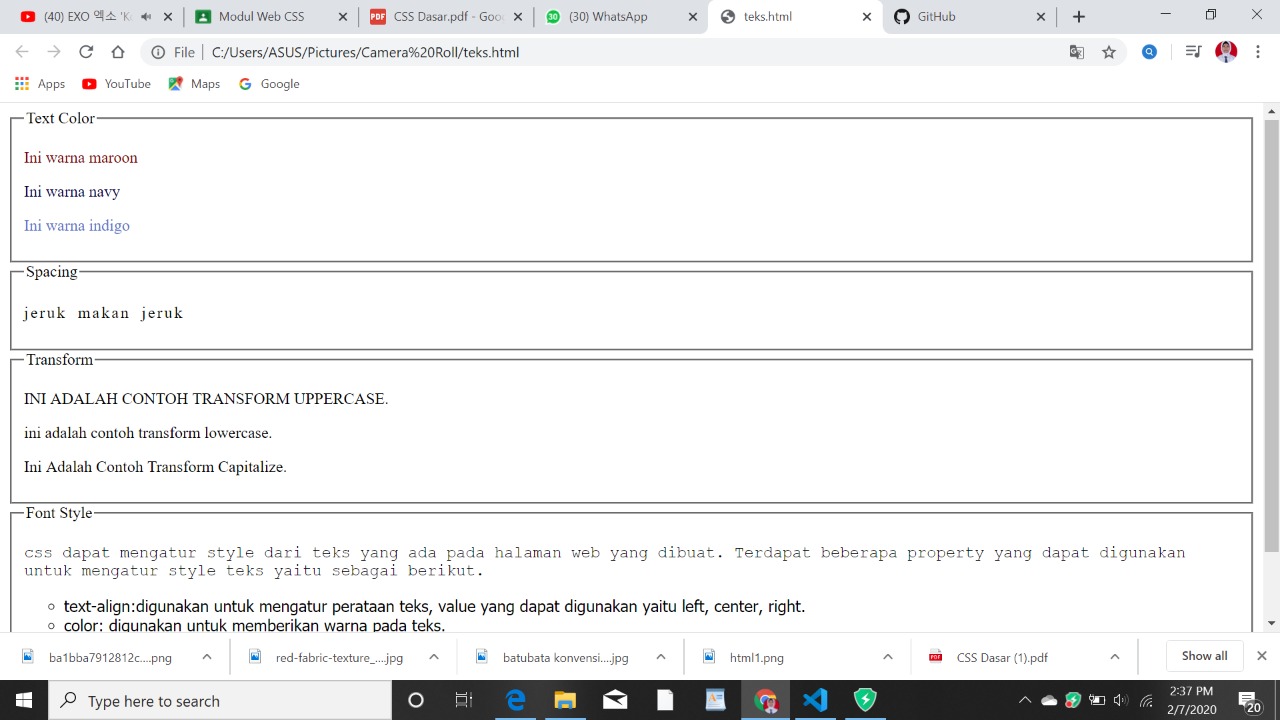 (40) EXO 엑소 'K
Modul Web CSS
CSS Dasar.pdf - Goo
(30) WhatsApp
teks.html
GitHub
File
C:/Users/ASUS/Pictures/Camera%20Roll/teks.html
Apps
YouTube
Maps
Google
Text Color
Ini warna maroon
Ini warna navy
Ini warna indigo
Spacing
jeruk makan jeruk
Transform
INI ADALAH CONTOH TRANSFORM UPPERCASE.
ini adalah contoh transform lowercase.
Ini Adalah Contoh Transform Capitalize.
Font Style
css dapat mengatur style dari teks yang ada pada halaman web yang dibuat. Terdapat beberapa property yang dapat digunakan
untuk mengatur style teks yaitu sebagai berikut.
text-align:digunakan untuk mengatur perataan teks, value yang dapat digunakan yaitu left, center, right.
color: digunakan untuk memberikan warna pada teks.
ba1bba7912812c....png
red-fabric-texture_....jpg
batubata konvensi....jpg
html1.png
CSS Dasar (1).pdf
Show all
Type here to search
2:37 PM
2/7/2020
20